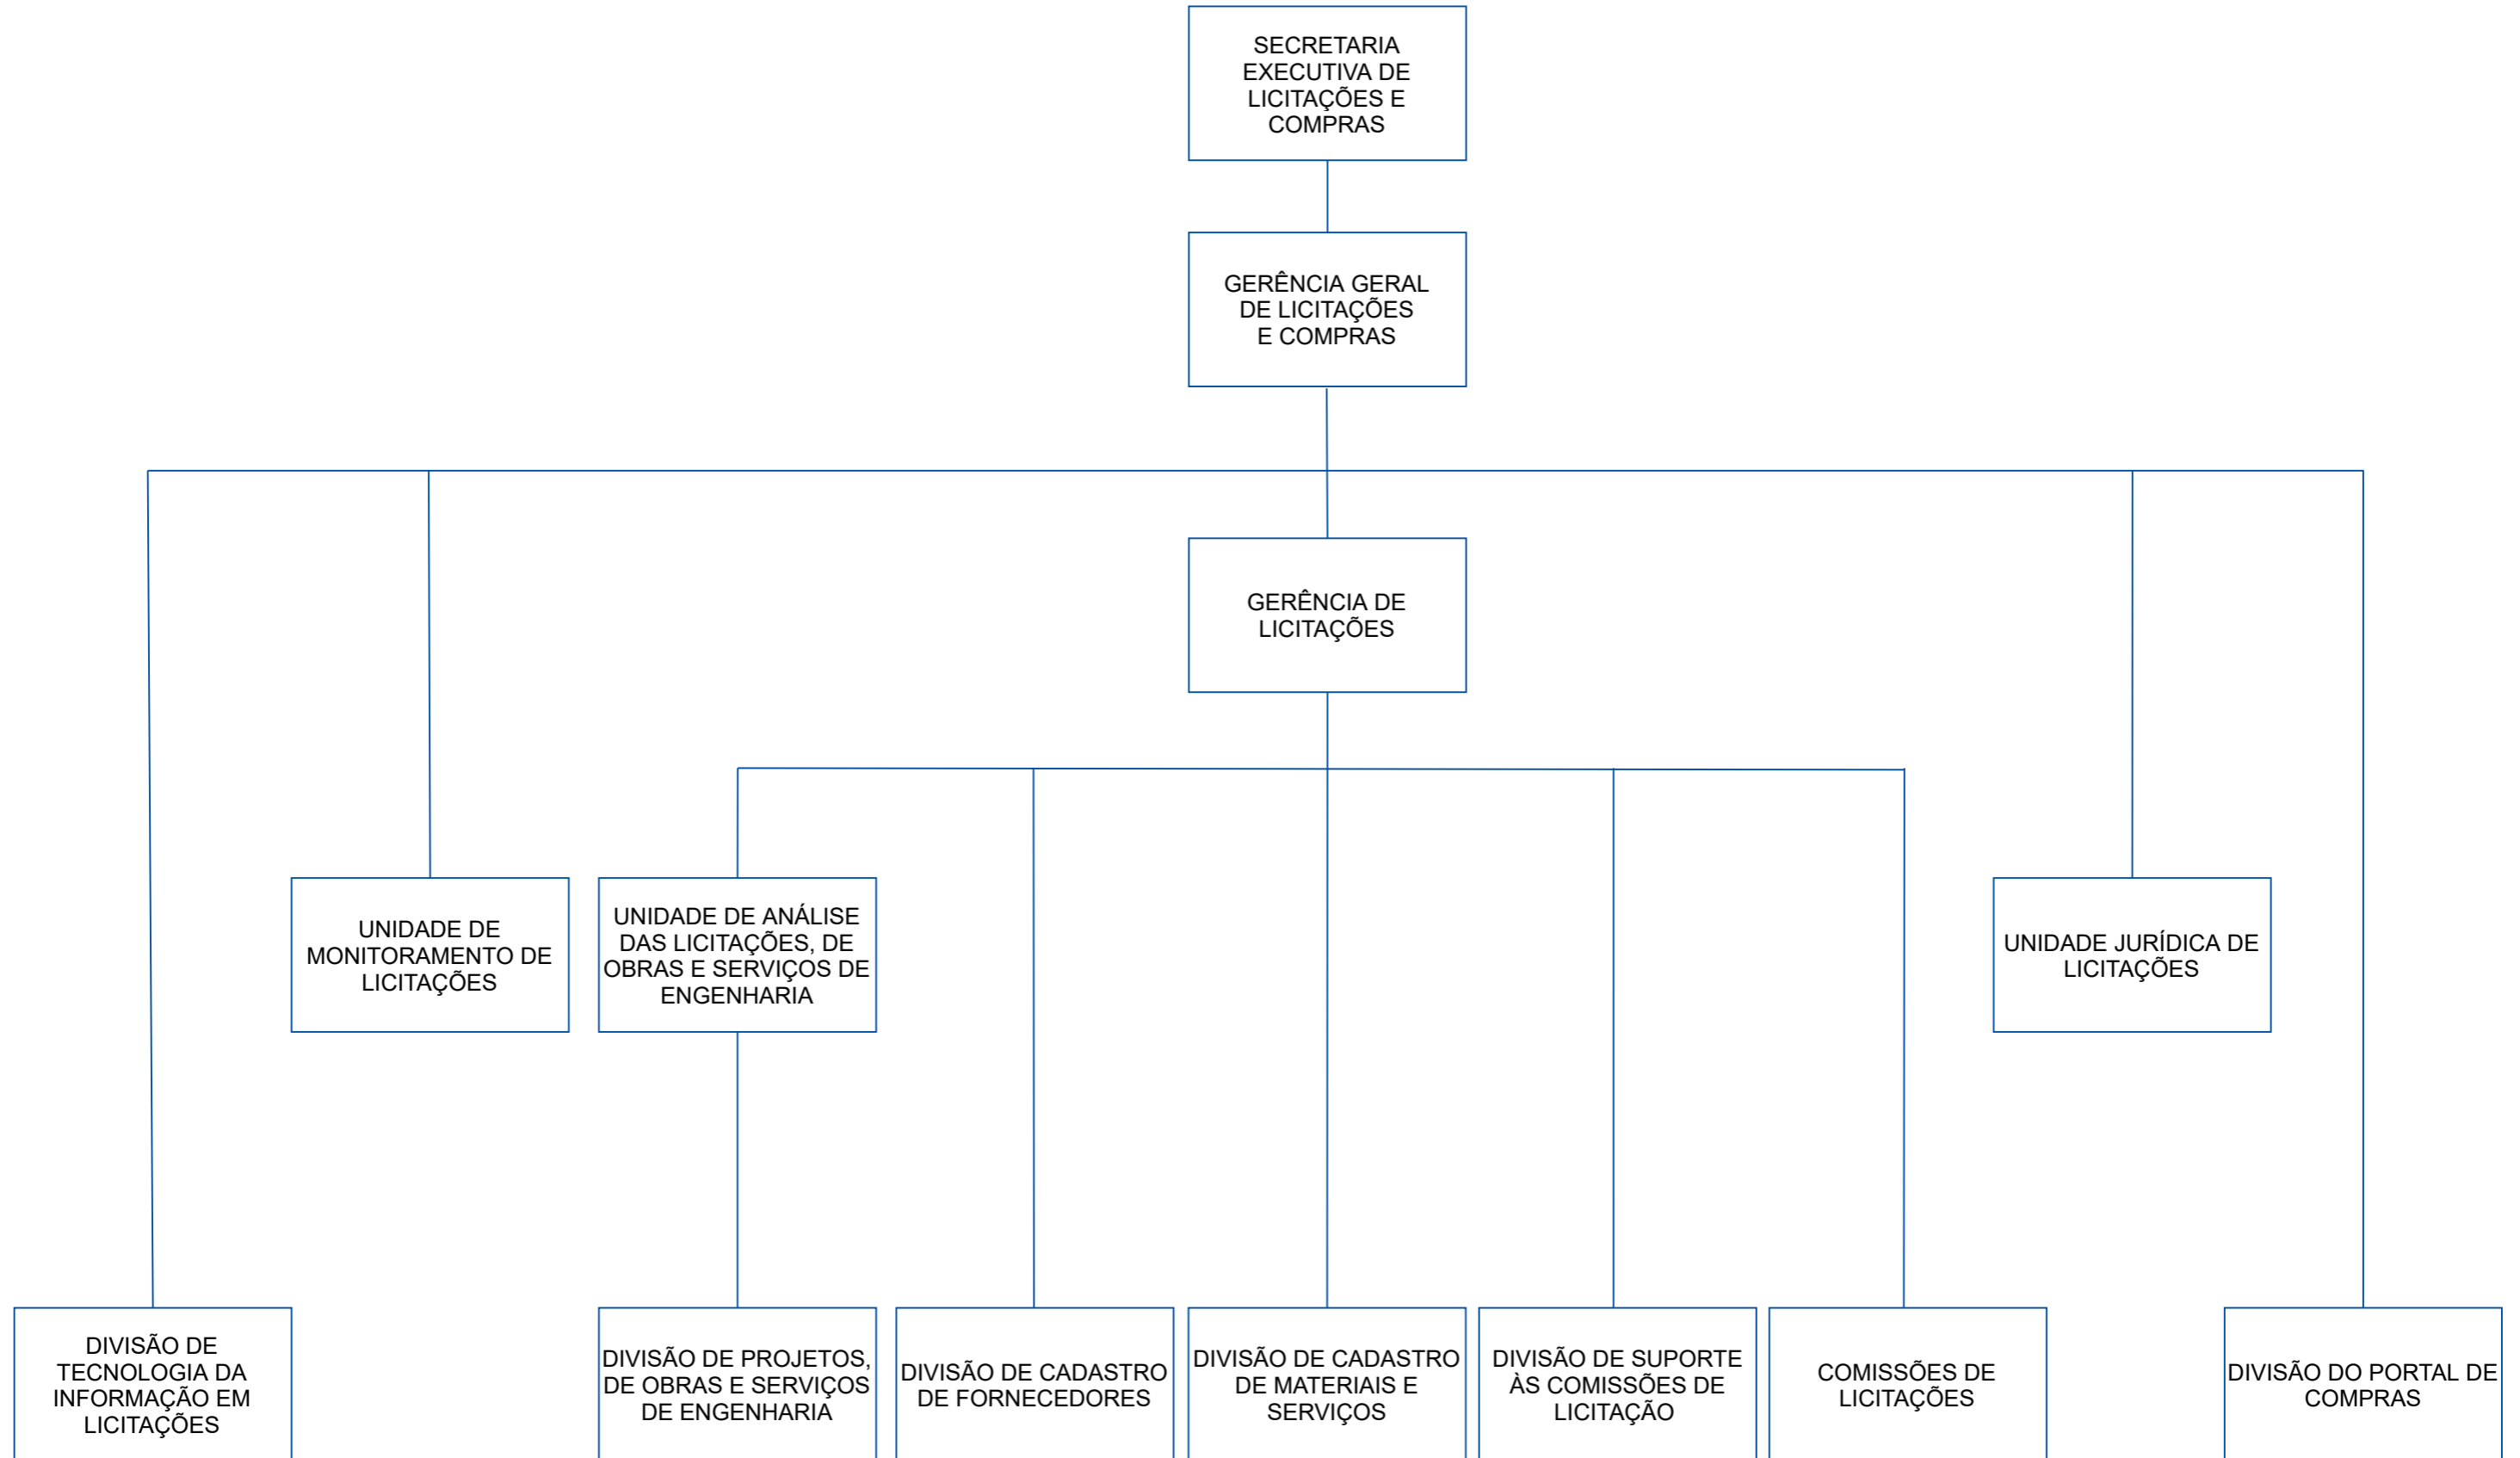 SECRETARIA
EXECUTIVA DE
LICITAÇÕES E
COMPRAS
GERÊNCIA GERAL
DE LICITAÇÕES
E COMPRAS
GERÊNCIA DE
LICITAÇÕES
UNIDADE DE
MONITORAMENTO DE
LICITAÇÕES
UNIDADE DE ANÁLISE
DAS LICITAÇÕES, DE
OBRAS E SERVIÇOS DE
ENGENHARIA
UNIDADE JURÍDICA DE
LICITAÇÕES
DIVISÃO DE
TECNOLOGIA DA
INFORMAÇÃO EM
LICITAÇÕES
DIVISÃO DE PROJETOS,
DE OBRAS E SERVIÇOS
DE ENGENHARIA
DIVISÃO DE CADASTRO
DE FORNECEDORES
DIVISÃO DE CADASTRO
DE MATERIAIS E
SERVIÇOS
DIVISÃO DE SUPORTE
ÀS COMISSÕES DE
LICITAÇÃO
COMISSÕES DE
LICITAÇÕES
DIVISÃO DO PORTAL DE
COMPRAS